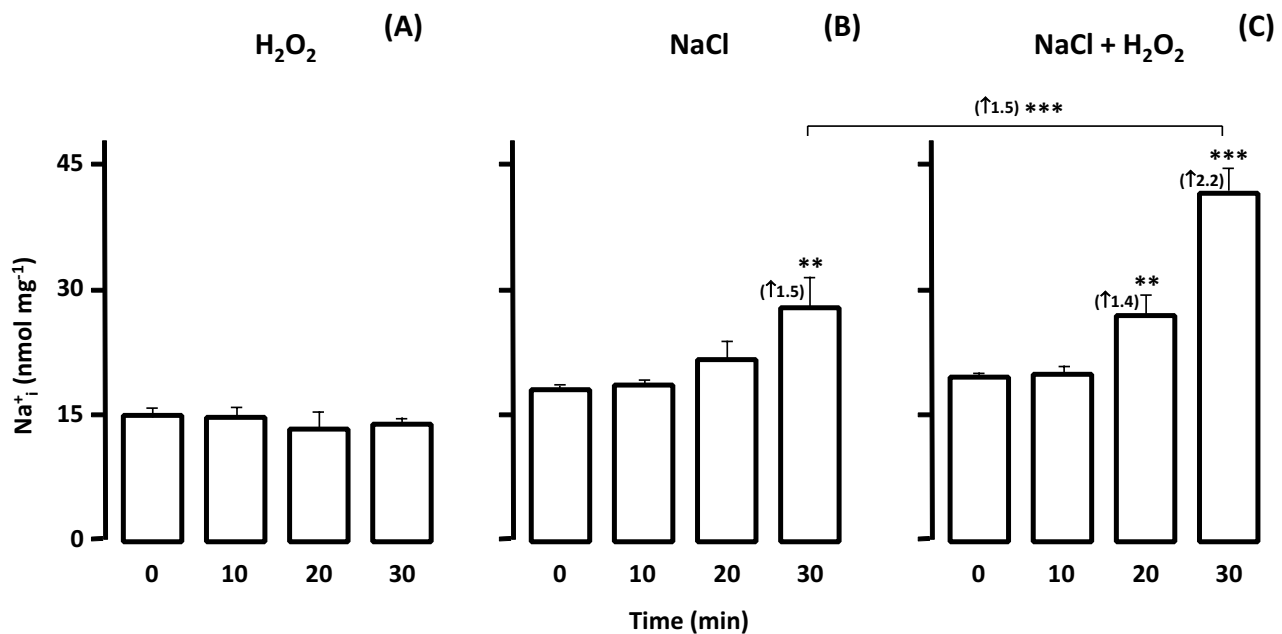 (A)
H₂O₂
(B)
NaCl
(C)
NaCl + H₂O₂
(↑1.5) ***
Na⁺ᵢ (nmol mg⁻¹)
45
30
15
0
**
(↑1.5)
***
(↑2.2)
**
(↑1.4)
0 10 20 30
0 10 20 30
0 10 20 30
Time (min)